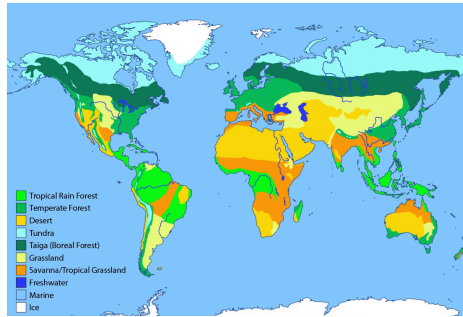 Tropical Rain Forest
Temperate Forest
Desert
Tundra
Taiga (Boreal Forest)
Grassland
Savanna/Tropical Grassland
Freshwater
Marine
Ice